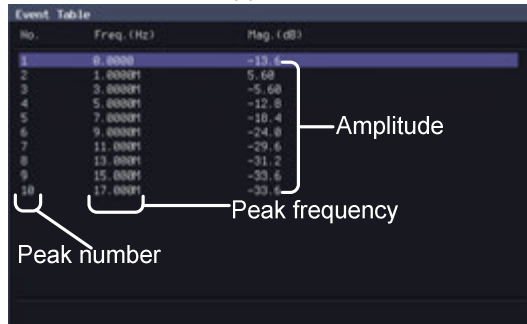 Event Table
No. Freq.(Hz) Mag.(dB)
1 0.0000 -13.6
2 1.0000M 5.60
3 3.0000M -5.60
4 5.0000M -12.8
5 7.0000M -18.4
6 9.0000M -24.0
7 11.000M -29.6
8 13.000M -31.2
9 15.000M -33.6
10 17.000M -33.6
Amplitude
Peak frequency
Peak number